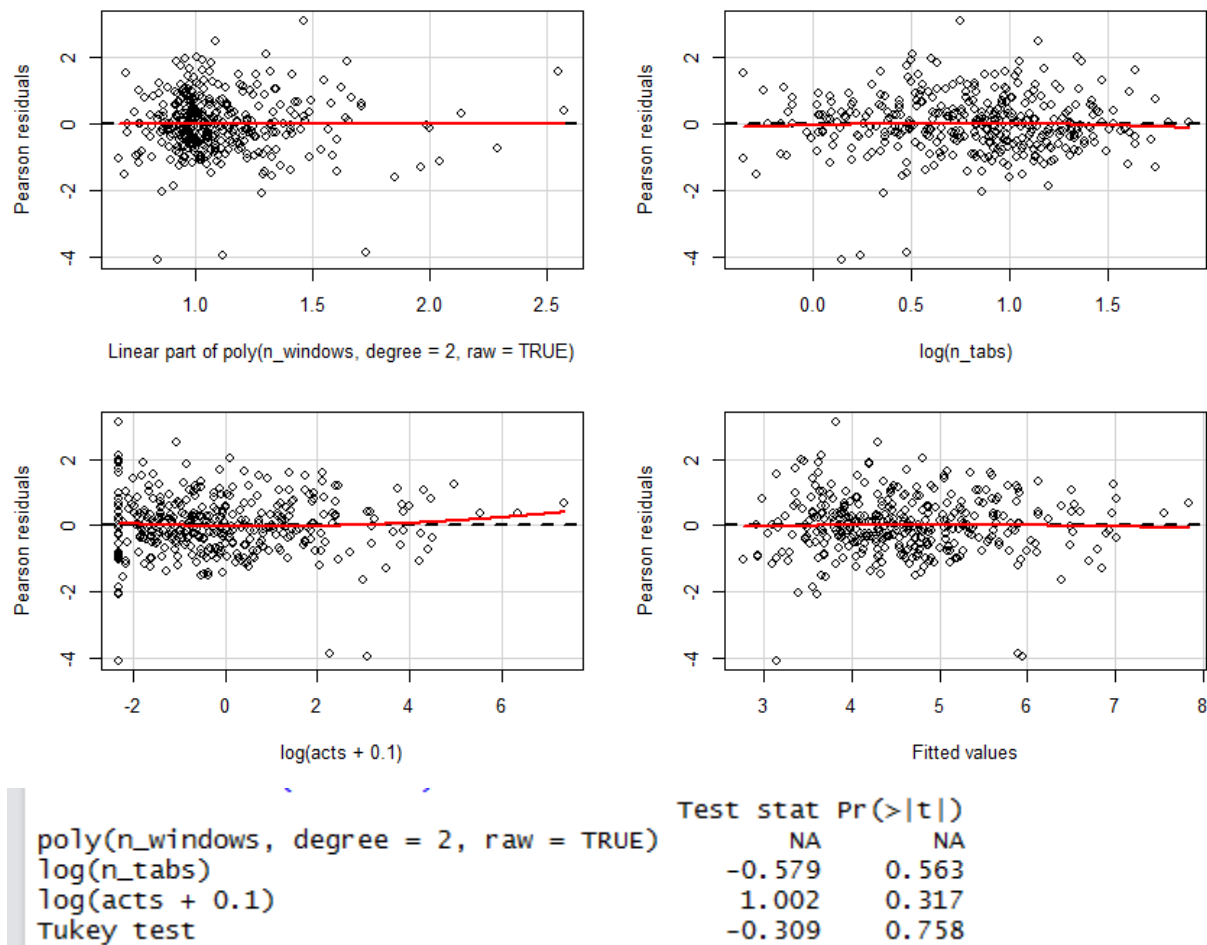 Pearson residuals
-4 -2 0 2
1.0 1.5 2.0 2.5
Linear part of poly(n_windows, degree = 2, raw = TRUE)
Pearson residuals
-4 -2 0 2
0.0 0.5 1.0 1.5
log(n_tabs)
Pearson residuals
-4 -2 0 2
-2 0 2 4 6
log(acts + 0.1)
Pearson residuals
-4 -2 0 2
3 4 5 6 7 8
Fitted values
Test stat Pr(>|t|)
poly(n_windows, degree = 2, raw = TRUE) NA NA
log(n_tabs) -0.579 0.563
log(acts + 0.1) 1.002 0.317
Tukey test -0.309 0.758